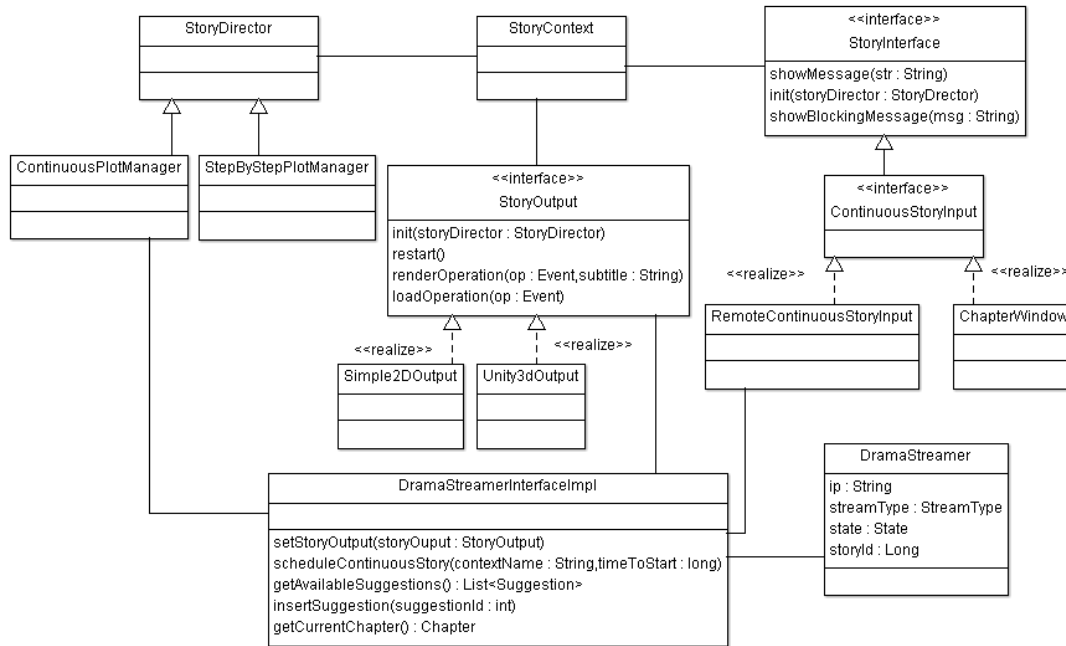 StoryDirector
StoryContext
<<interface>>
StoryInterface
showMessage(str : String)
init(storyDirector : StoryDrector)
showBlockingMessage(msg : String)
ContinuousPlotManager
StepByStepPlotManager
<<interface>>
StoryOutput
init(storyDirector : StoryDirector)
restart()
renderOperation(op : Event,subtitle : String)
loadOperation(op : Event)
<<interface>>
ContinuousStoryInput
<<realize>>
<<realize>>
RemoteContinuousStoryInput
ChapterWindow
<<realize>>
<<realize>>
Simple2DOutput
Unity3dOutput
DramaStreamerInterfaceImpl
setStoryOutput(storyOuput : StoryOutput)
scheduleContinuousStory(contextName : String,timeToStart : long)
getAvailableSuggestions() : List<Suggestion>
insertSuggestion(suggestionId : int)
getCurrentChapter() : Chapter
DramaStreamer
ip : String
streamType : StreamType
state : State
storyId : Long